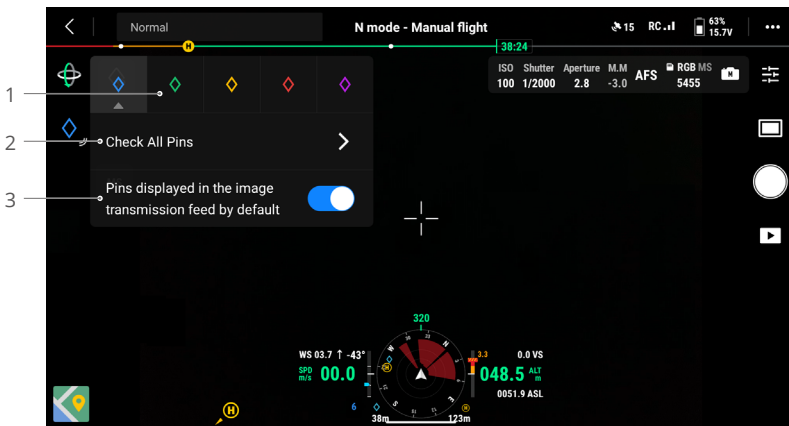 Normal
N mode - Manual flight
15
RC
63%
15.7V
H
38:24
ISO Shutter Aperture M.M
100 1/2000 2.8 -3.0
AFS
RGB MS
5455
N
1
2
Check All Pins
3
Pins displayed in the image
transmission feed by default
320
WS 03.7 ↑ -43°
SPD
m/s
00.0
33
N
W
E
S
H
3.3
0.0 VS
048.5
ALT
m
0051.9 ASL
6
H
38m
123m
H